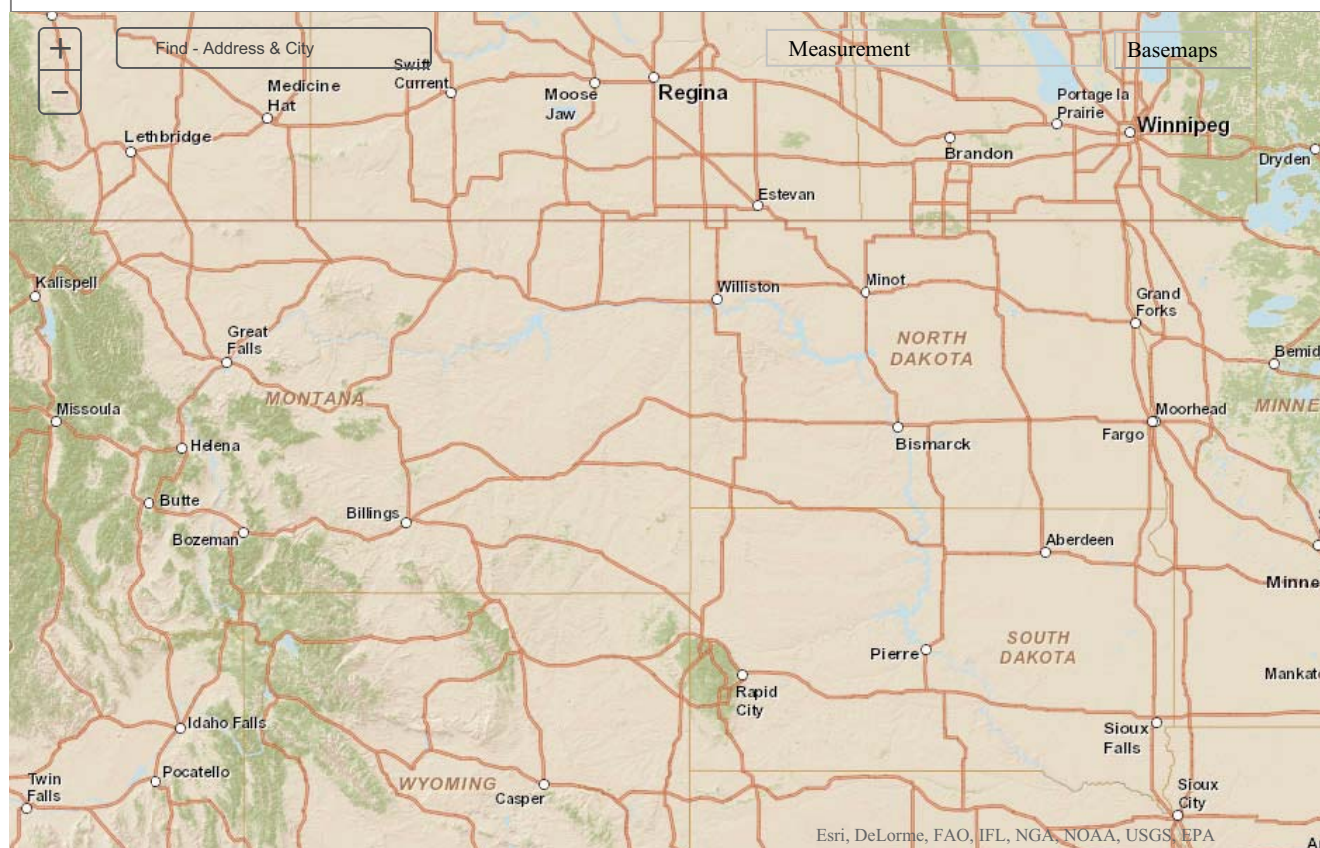 +
−
Find - Address & City
Measurement
Basemaps
Swift
Current
Medicine
Hat
Moose
Jaw
Regina
Portage la
Prairie
Winnipeg
Lethbridge
Brandon
Dryden
Estevan
Kalispell
Williston
Minot
Grand
Forks
Great
Falls
NORTH
DAKOTA
Bemid
MONTANA
Missoula
Moorhead
MINNE
Fargo
Helena
Bismarck
Butte
Billings
Bozeman
Aberdeen
Minne
SOUTH
DAKOTA
Pierre
Rapid
City
Mankato
Idaho Falls
Sioux
Falls
Twin
Falls
Pocatello
WYOMING
Casper
Sioux
City
Esri, DeLorme, FAO, IFL, NGA, NOAA, USGS, EPA